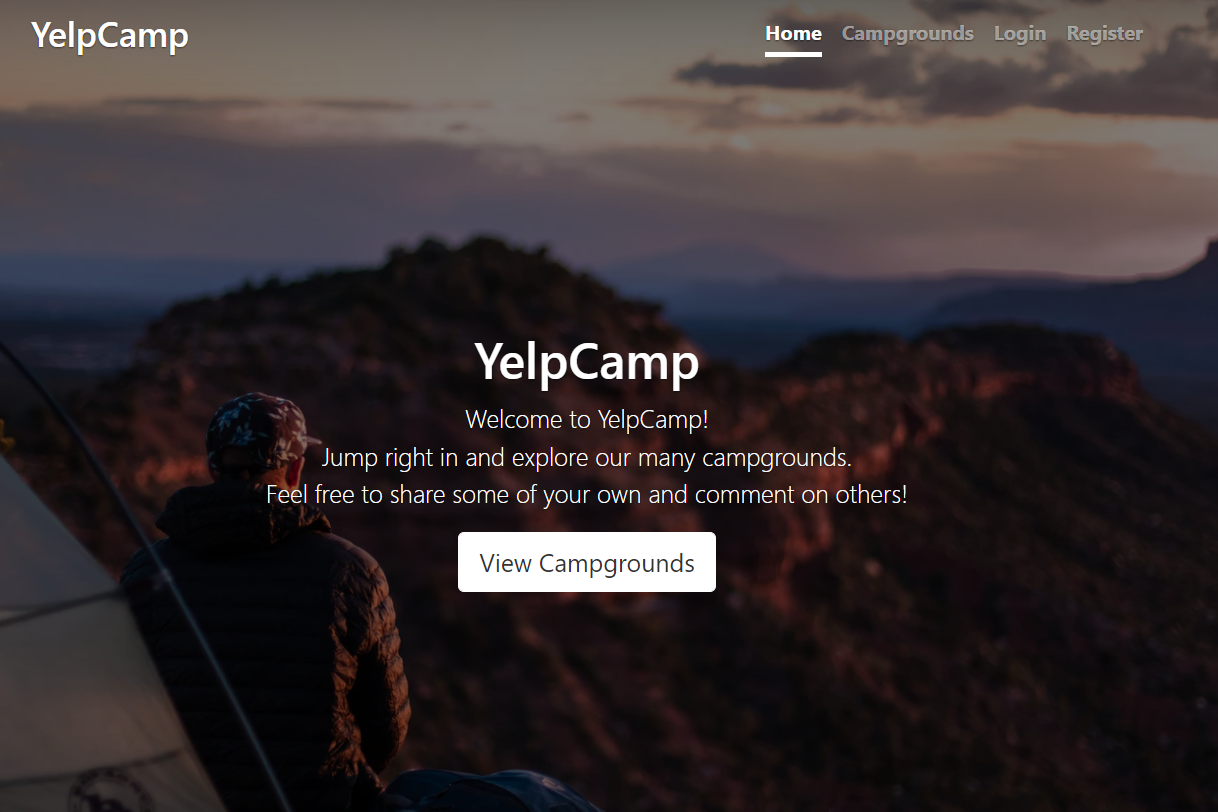 YelpCamp
Home Campgrounds Login Register
YelpCamp
Welcome to YelpCamp!
Jump right in and explore our many campgrounds.
Feel free to share some of your own and comment on others!
View Campgrounds